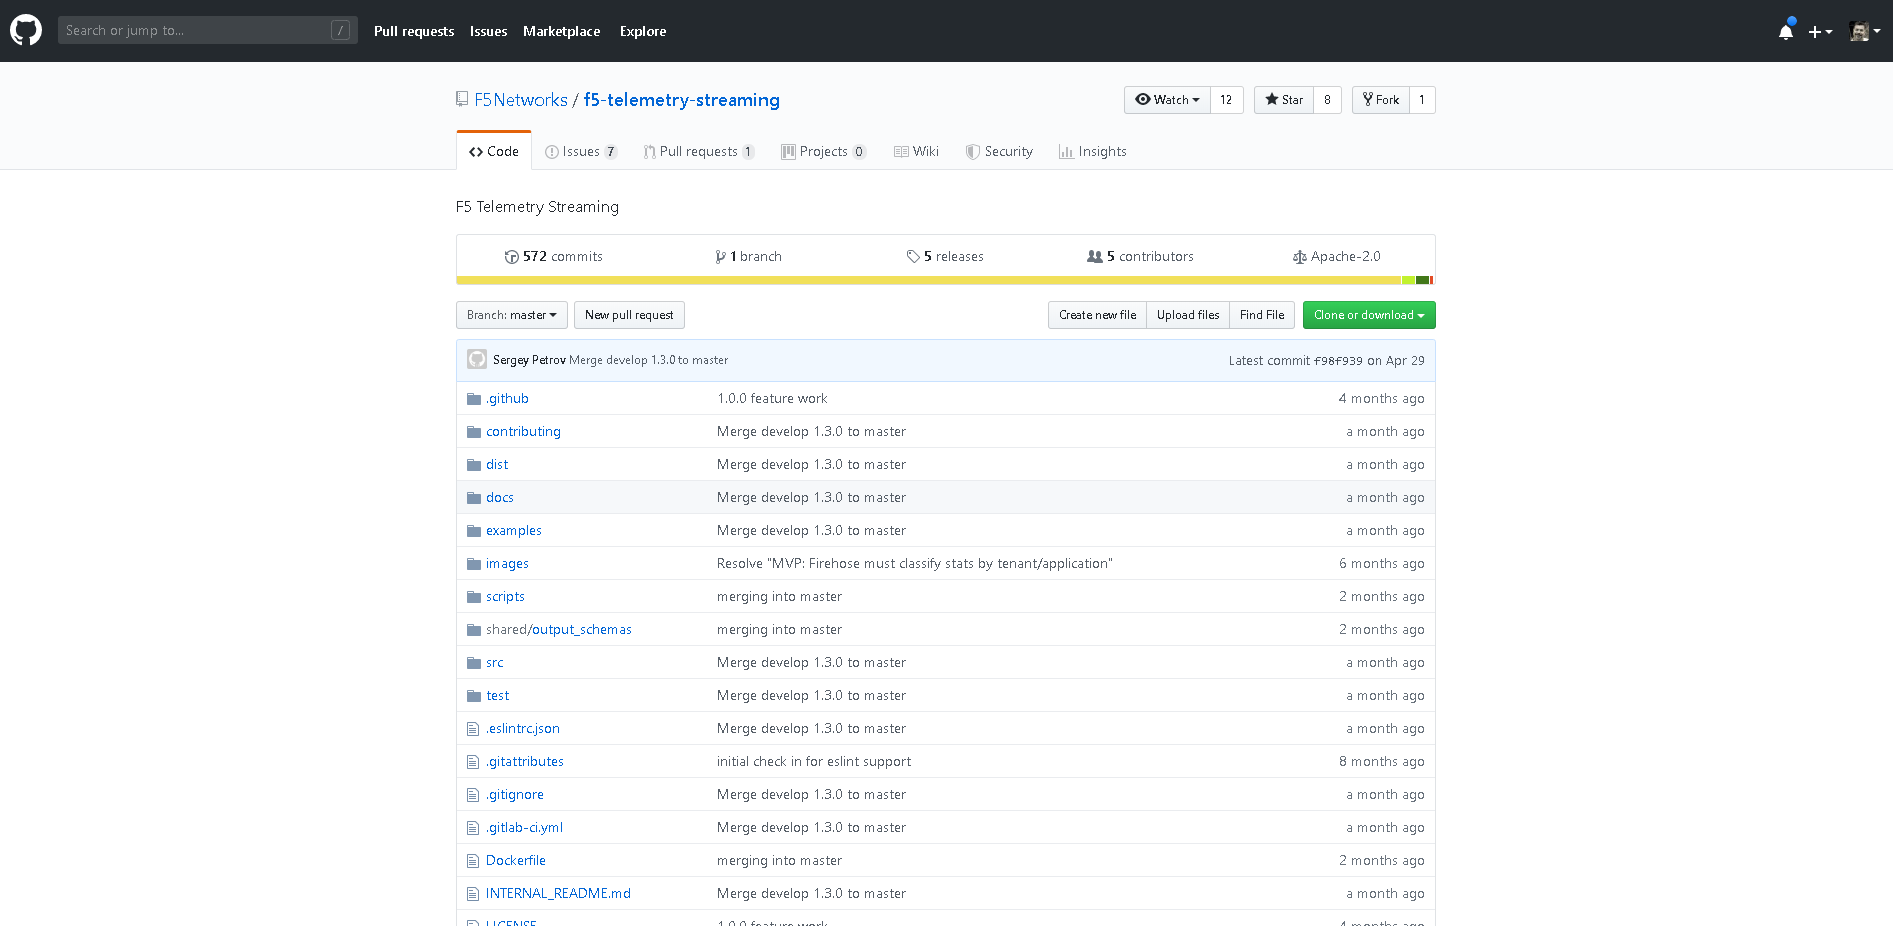 Search or jump to... /
Pull requests Issues Marketplace Explore
F5Networks / f5-telemetry-streaming
Watch 12 Star 8 Fork 1
Code Issues 7 Pull requests 1 Projects 0 Wiki Security Insights
F5 Telemetry Streaming
572 commits 1 branch 5 releases 5 contributors Apache-2.0
Branch: master New pull request Create new file Upload files Find File Clone or download
Sergey Petrov Merge develop 1.3.0 to master Latest commit f98f939 on Apr 29
.github 1.0.0 feature work 4 months ago
contributing Merge develop 1.3.0 to master a month ago
dist Merge develop 1.3.0 to master a month ago
docs Merge develop 1.3.0 to master a month ago
examples Merge develop 1.3.0 to master a month ago
images Resolve "MVP: Firehose must classify stats by tenant/application" 6 months ago
scripts merging into master 2 months ago
shared/output_schemas merging into master 2 months ago
src Merge develop 1.3.0 to master a month ago
test Merge develop 1.3.0 to master a month ago
.eslintrc.json Merge develop 1.3.0 to master a month ago
.gitattributes initial check in for eslint support 8 months ago
.gitignore Merge develop 1.3.0 to master a month ago
.gitlab-ci.yml Merge develop 1.3.0 to master a month ago
Dockerfile merging into master 2 months ago
INTERNAL_README.md Merge develop 1.3.0 to master a month ago
LICENSE 1.0.0 feature work 4 months ago